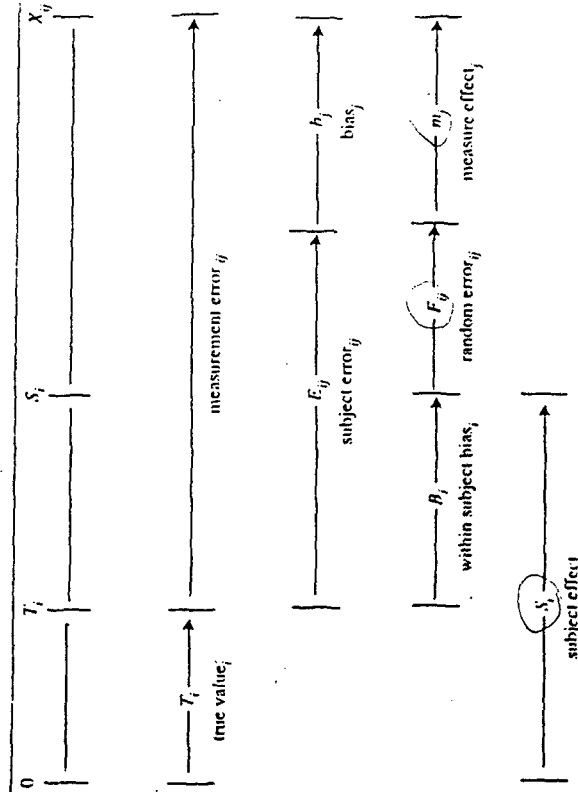 0 T_i S_i X_ij
T_i
true value_i
measurement error_ij
E_ij b_j
subject error_ij bias_j
B_i F_ij m_j
within subject bias_i random error_ij measure effect_j
S_i
subject effect